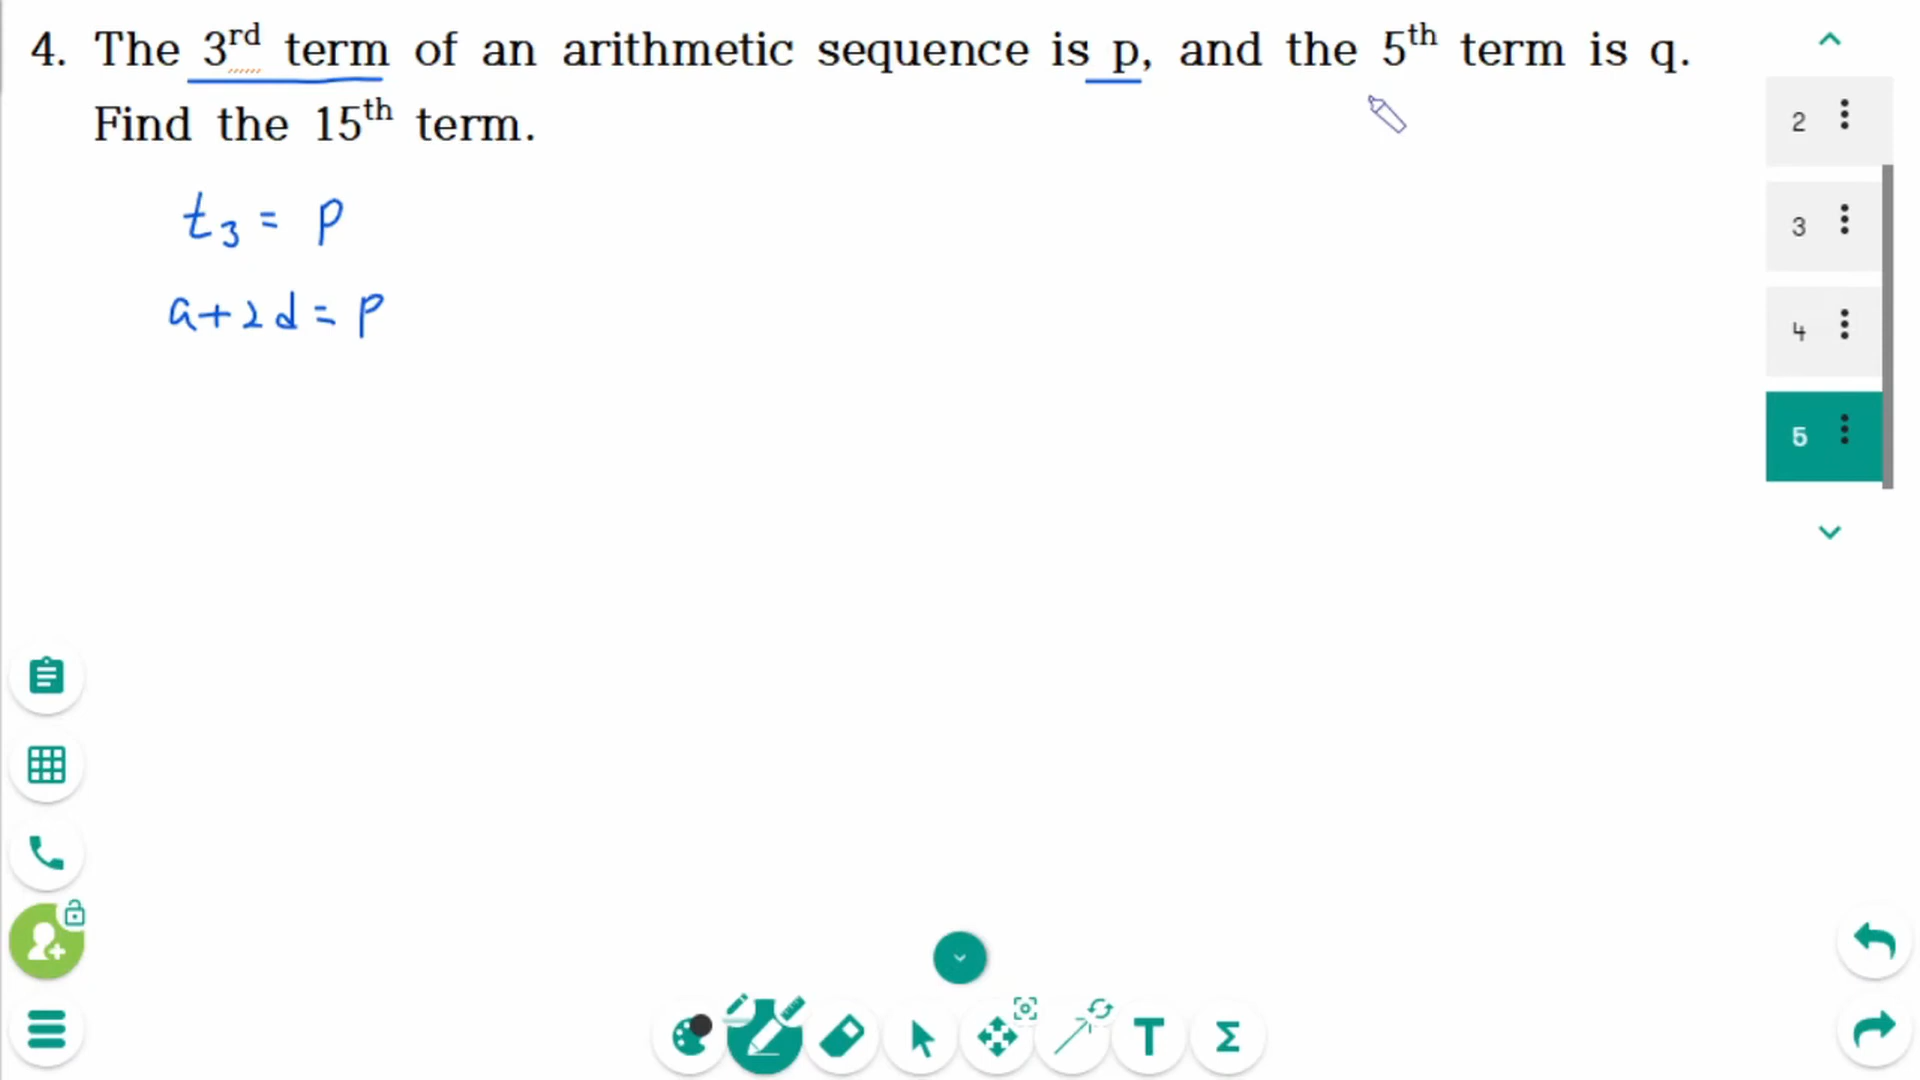 4. The 3rd term of an arithmetic sequence is p, and the 5th term is q.
Find the 15th term.
t₃ = p
a+2d = p
2
3
4
5
T
Σ